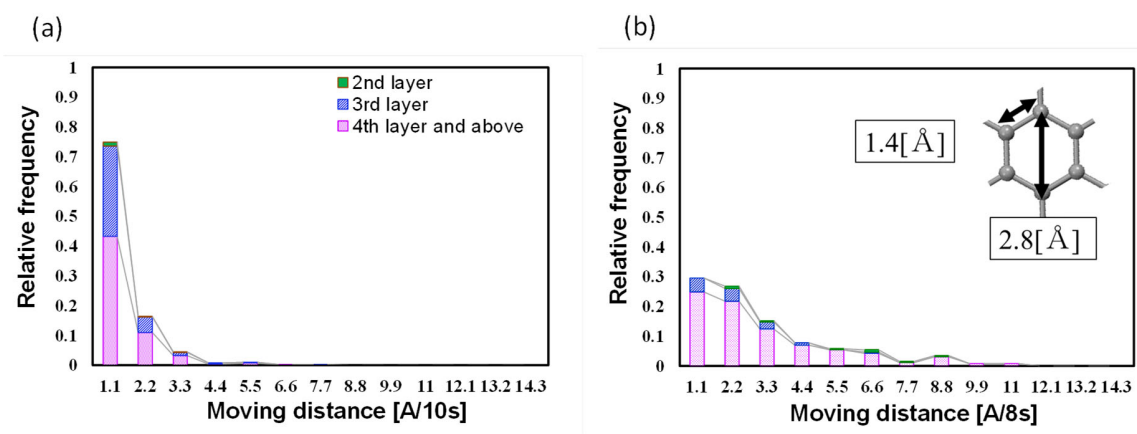 (a)
1
0.9
0.8
0.7
0.6
0.5
0.4
0.3
0.2
0.1
0
Relative frequency
2nd layer
3rd layer
4th layer and above
1.1 2.2 3.3 4.4 5.5 6.6 7.7 8.8 9.9 11 12.1 13.2 14.3
Moving distance [A/10s]
(b)
1
0.9
0.8
0.7
0.6
0.5
0.4
0.3
0.2
0.1
0
Relative frequency
1.4[Å]
2.8[Å]
1.1 2.2 3.3 4.4 5.5 6.6 7.7 8.8 9.9 11 12.1 13.2 14.3
Moving distance [A/8s]